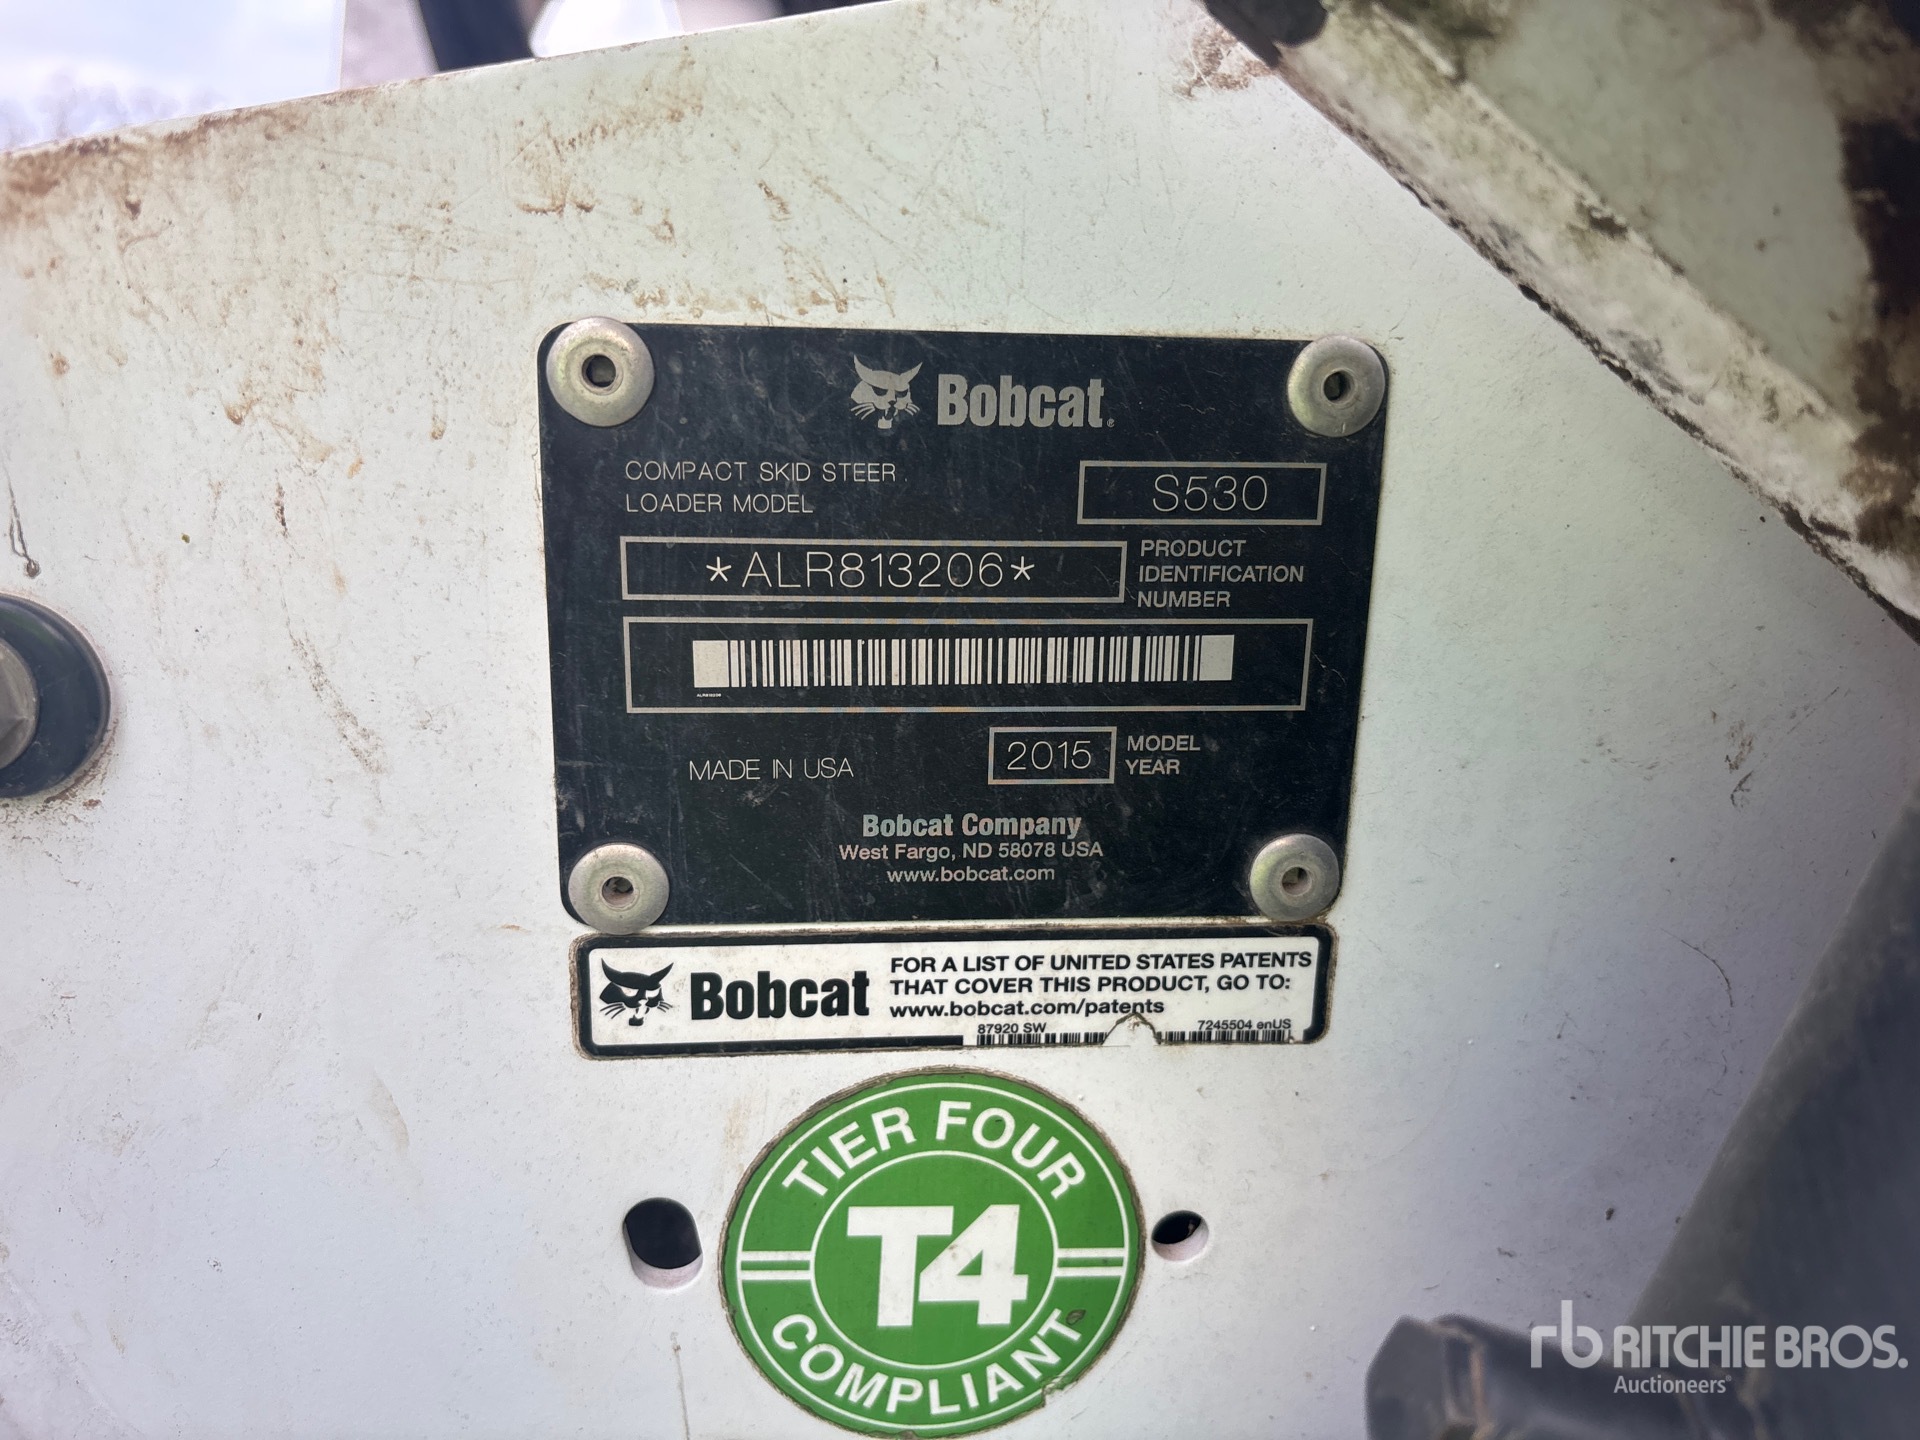 Bobcat®
COMPACT SKID STEER
LOADER MODEL
S530
*ALR813206*
PRODUCT
IDENTIFICATION
NUMBER
ALR813206
MADE IN USA
2015
MODEL
YEAR
Bobcat Company
West Fargo, ND 58078 USA
www.bobcat.com
Bobcat
FOR A LIST OF UNITED STATES PATENTS
THAT COVER THIS PRODUCT, GO TO:
www.bobcat.com/patents
87920 SW
7245504 enUS
TIER FOUR
T4
COMPLIANT
rb RITCHIE BROS.
Auctioneers®